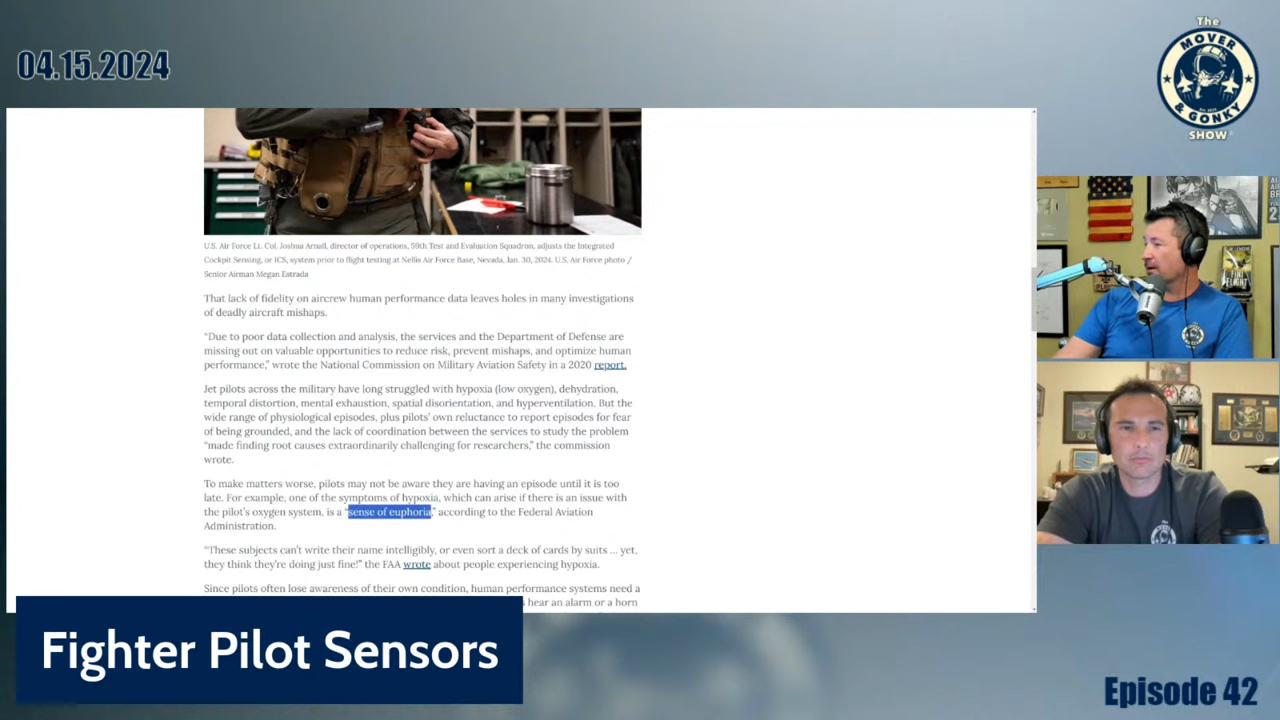 04.15.2024
The
MOVER
& GONKY
SHOW
U.S. Air Force Lt. Col. Joshua Arnall, director of operations, 59th Test and Evaluation Squadron, adjusts the Integrated
Cockpit Sensing, or ICS, system prior to flight testing at Nellis Air Force Base, Nevada, Jan. 30, 2024. U.S. Air Force photo /
Senior Airman Megan Estrada
That lack of fidelity on aircrew human performance data leaves holes in many investigations
of deadly aircraft mishaps.
“Due to poor data collection and analysis, the services and the Department of Defense are
missing out on valuable opportunities to reduce risk, prevent mishaps, and optimize human
performance,” wrote the National Commission on Military Aviation Safety in a 2020 report.
Jet pilots across the military have long struggled with hypoxia (low oxygen), dehydration,
temporal distortion, mental exhaustion, spatial disorientation, and hyperventilation. But the
wide range of physiological episodes, plus pilots’ own reluctance to report episodes for fear
of being grounded, and the lack of coordination between the services to study the problem
“made finding root causes extraordinarily challenging for researchers,” the commission
wrote.
To make matters worse, pilots may not be aware they are having an episode until it is too
late. For example, one of the symptoms of hypoxia, which can arise if there is an issue with
the pilot’s oxygen system, is a “sense of euphoria” according to the Federal Aviation
Administration.
“These subjects can’t write their name intelligibly, or even sort a deck of cards by suits … yet,
they think they’re doing just fine!” the FAA wrote about people experiencing hypoxia.
Since pilots often lose awareness of their own condition, human performance systems need a
hear an alarm or a horn
FINAL
FLIGHT
Fighter Pilot Sensors
Episode 42